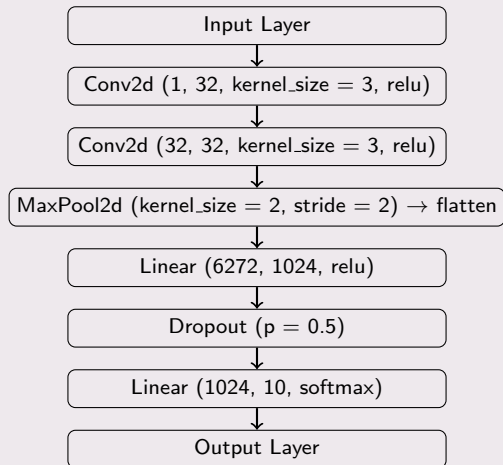 Input Layer
Conv2d (1, 32, kernel_size = 3, relu)
Conv2d (32, 32, kernel_size = 3, relu)
MaxPool2d (kernel_size = 2, stride = 2) → flatten
Linear (6272, 1024, relu)
Dropout (p = 0.5)
Linear (1024, 10, softmax)
Output Layer